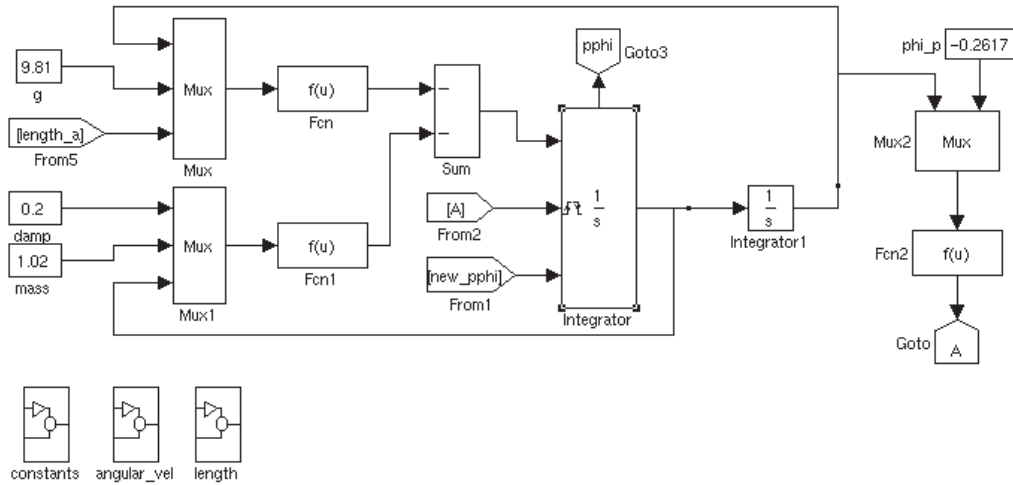 9.81
g
[length_a]
From5
Mux
Mux
f(u)
Fcn
Sum
pphi
Goto3
phi_p
-0.2617
Mux2
Mux
0.2
damp
1.02
mass
Mux
Mux1
f(u)
Fcn1
[A]
From2
[new_pphi]
From1
1
s
Integrator
1
s
Integrator1
Fcn2
f(u)
Goto
A
constants
angular_vel
length